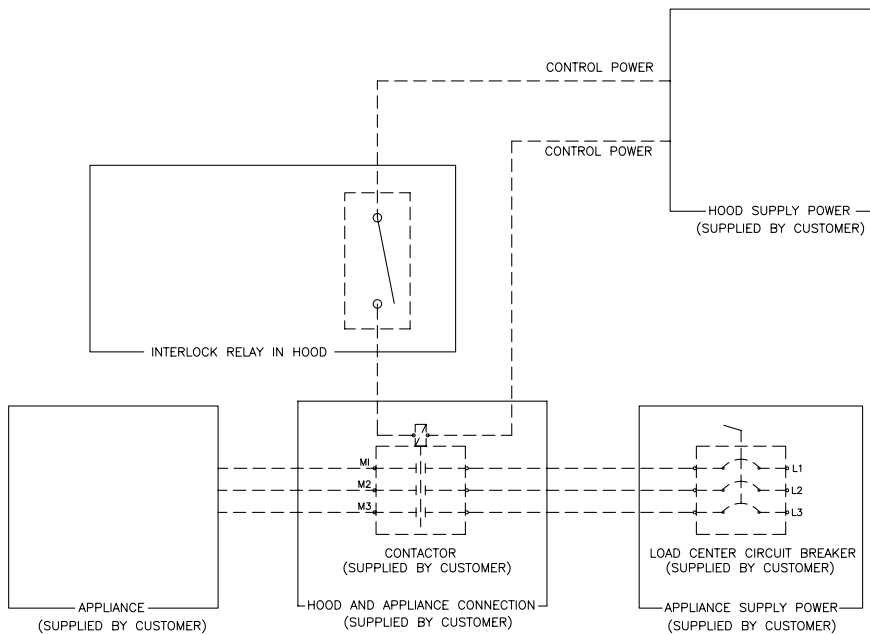 CONTROL POWER
CONTROL POWER
HOOD SUPPLY POWER
(SUPPLIED BY CUSTOMER)
INTERLOCK RELAY IN HOOD
M1
M2
M3
L1
L2
L3
CONTACTOR
(SUPPLIED BY CUSTOMER)
LOAD CENTER CIRCUIT BREAKER
(SUPPLIED BY CUSTOMER)
APPLIANCE
(SUPPLIED BY CUSTOMER)
HOOD AND APPLIANCE CONNECTION
(SUPPLIED BY CUSTOMER)
APPLIANCE SUPPLY POWER
(SUPPLIED BY CUSTOMER)